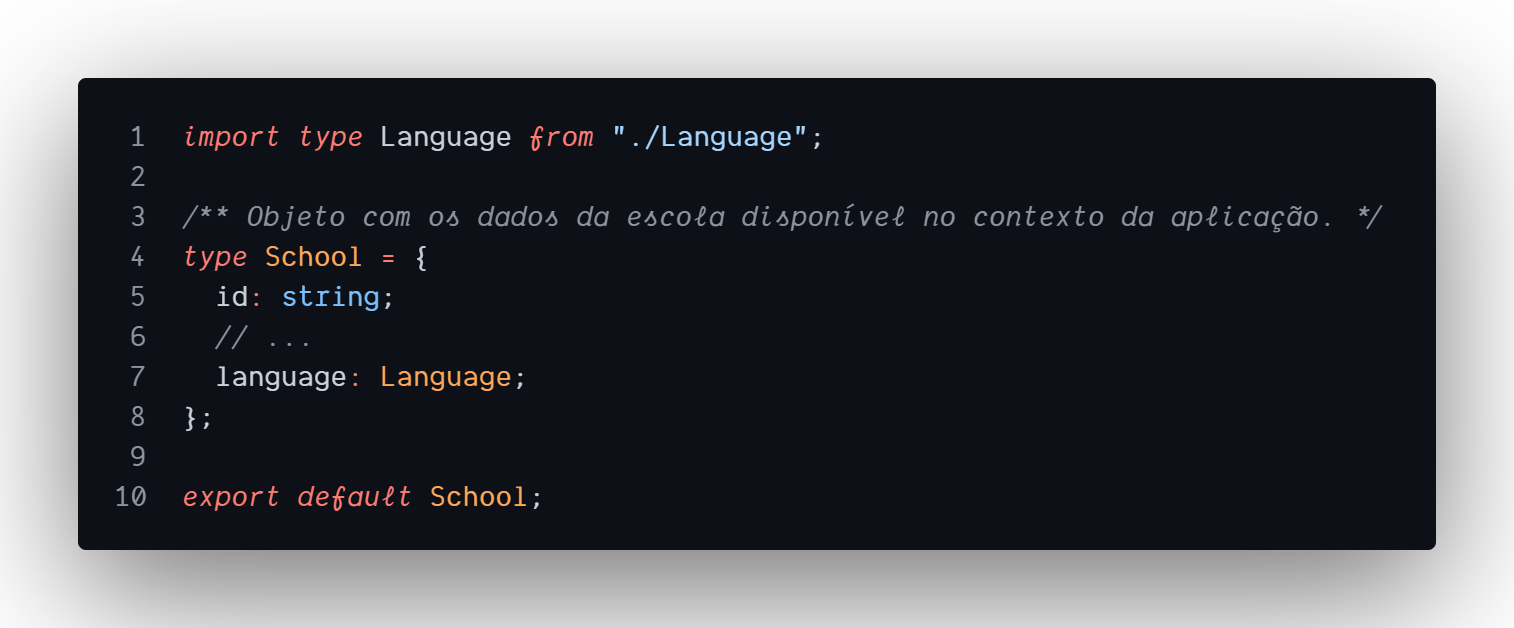 1 import type Language from "./Language";
2
3 /** Objeto com os dados da escola disponível no contexto da aplicação. */
4 type School = {
5   id: string;
6   // ...
7   language: Language;
8 };
9
10 export default School;